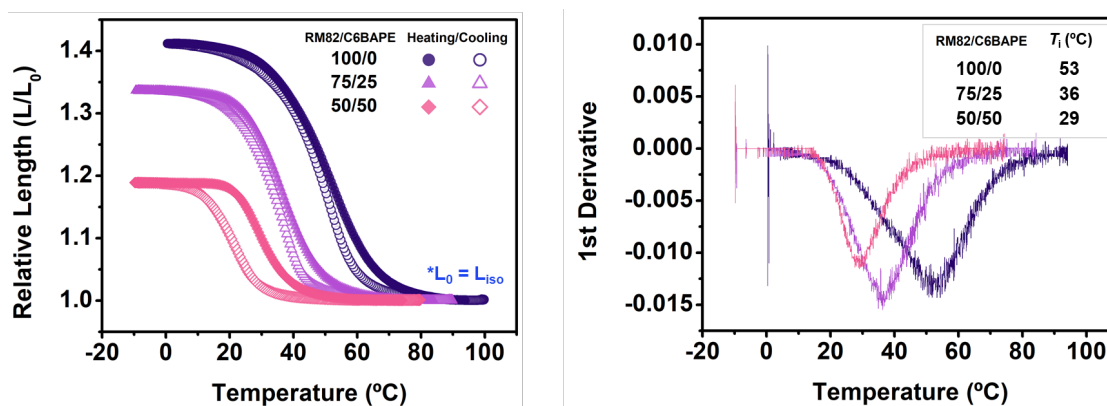 RM82/C6BAPE Heating/Cooling
100/0
75/25
50/50
*L0 = Liso
1.4
1.3
1.2
1.1
1.0
Relative Length (L/L0)
-20 0 20 40 60 80 100
Temperature (ºC)
RM82/C6BAPE Ti (ºC)
100/0 53
75/25 36
50/50 29
0.010
0.005
0.000
-0.005
-0.010
-0.015
1st Derivative
-20 0 20 40 60 80 100
Temperature (ºC)